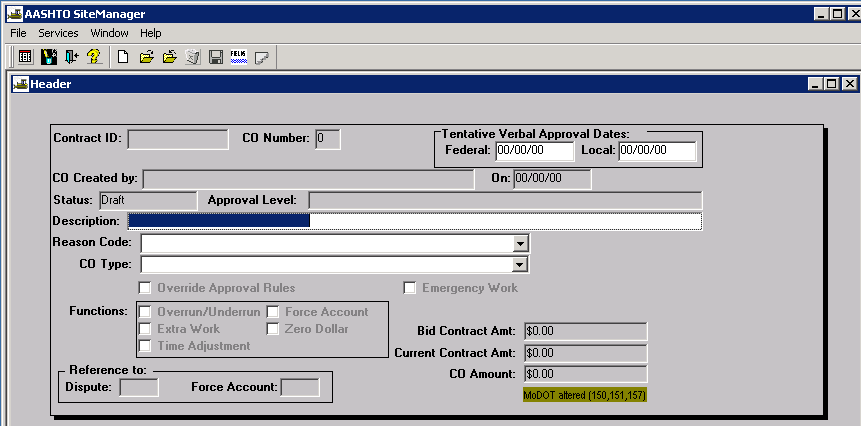 AASHTO SiteManager
File Services Window Help
FIELDS
Header
Contract ID: CO Number: 0
Tentative Verbal Approval Dates:
Federal: 00/00/00 Local: 00/00/00
CO Created by: On: 00/00/00
Status: Draft Approval Level:
Description:
Reason Code:
CO Type:
Override Approval Rules Emergency Work
Functions: Overrun/Underrun Force Account
Extra Work Zero Dollar
Time Adjustment
Bid Contract Amt: $0.00
Current Contract Amt: $0.00
CO Amount: $0.00
Reference to:
Dispute: Force Account:
MoDOT altered (150,151,157)